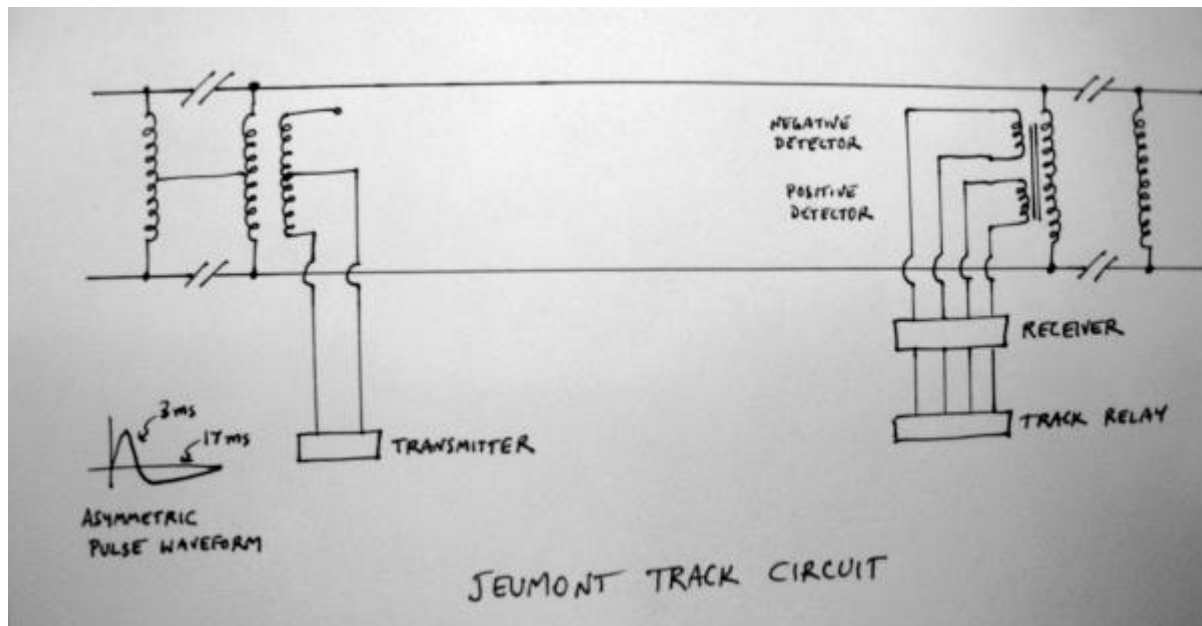 NEGATIVE
DETECTOR
POSITIVE
DETECTOR
RECEIVER
TRACK RELAY
TRANSMITTER
3ms
17ms
ASYMMETRIC
PULSE WAVEFORM
JEUMONT TRACK CIRCUIT